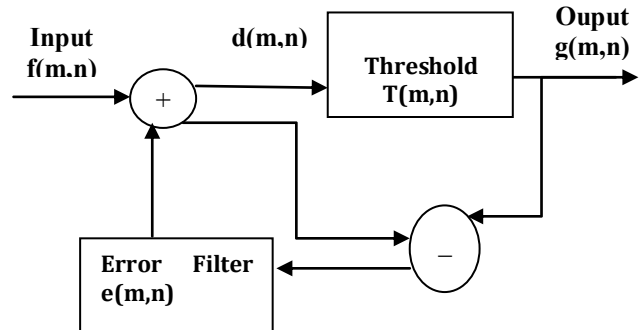 Input
f(m,n)
d(m,n)
Threshold
T(m,n)
Ouput
g(m,n)
+
−
Error Filter
e(m,n)